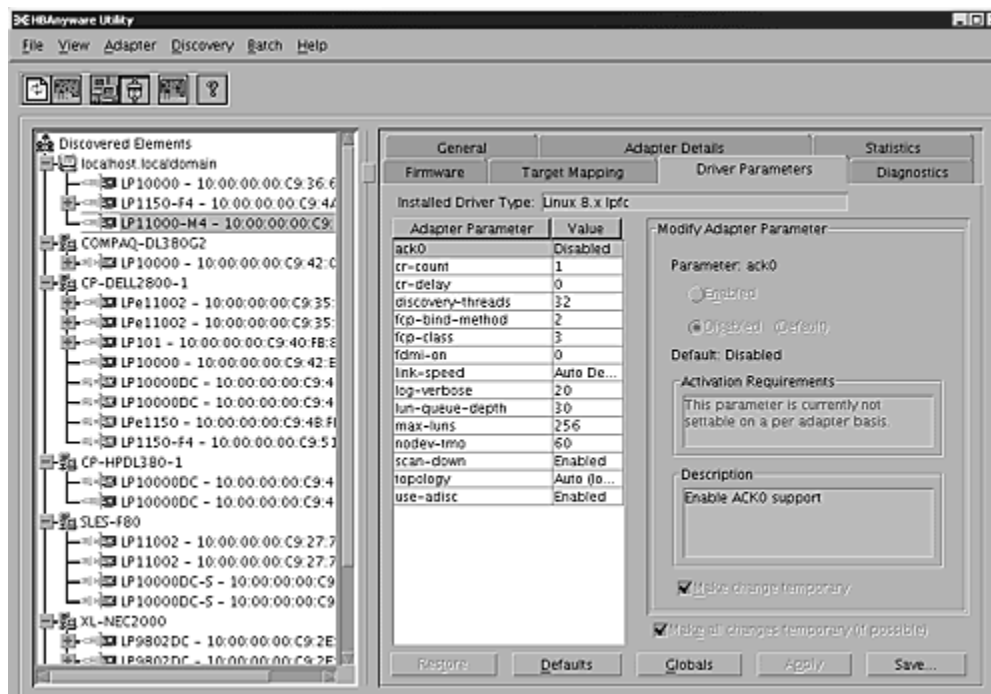 HBAnyware Utility
File View Adapter Discovery Batch Help
Discovered Elements
localhost.localdomain
LP10000 - 10:00:00:00:C9:36:6
LP1150-F4 - 10:00:00:00:C9:4
LP11000-M4 - 10:00:00:00:C9:
COMPAQ-DL380G2
LP10000 - 10:00:00:00:C9:42:
CP-DELL2800-1
LPe11002 - 10:00:00:00:C9:35:
LPe11002 - 10:00:00:00:C9:35:
LP101 - 10:00:00:00:C9:40:FB:8
LP10000 - 10:00:00:00:C9:42:E
LP10000DC - 10:00:00:00:C9:4
LP10000DC - 10:00:00:00:C9:4
LPe1150 - 10:00:00:00:C9:4B:F
LP1150-F4 - 10:00:00:00:C9:51
CP-HPDL380-1
LP10000DC - 10:00:00:00:C9:4
LP10000DC - 10:00:00:00:C9:4
SLES-F80
LP11002 - 10:00:00:00:C9:27:7
LP11002 - 10:00:00:00:C9:27:7
LP10000DC-S - 10:00:00:00:C9
LP10000DC-S - 10:00:00:00:C9
XL-NEC2000
LP9802DC - 10:00:00:00:C9:2E:
LP9802DC - 10:00:00:00:C9:2F:
General Adapter Details Statistics
Firmware Target Mapping Driver Parameters Diagnostics
Installed Driver Type: Linux 8.x lpfc
Adapter Parameter Value
ack0 Disabled
cr-count 1
cr-delay 0
discovery-threads 32
fcp-bind-method 2
fcp-class 3
fdmi-on 0
link-speed Auto De...
log-verbose 20
lun-queue-depth 30
max-luns 256
nodev-tmo 60
scan-down Enabled
topology Auto (lo...
use-adisc Enabled
Modify Adapter Parameter
Parameter: ack0
Enabled
Disabled (Default)
Default: Disabled
Activation Requirements
This parameter is currently not
settable on a per adapter basis.
Description
Enable ACK0 support
Make change temporary
Make all changes temporary (if possible)
Restore Defaults Globals Apply Save...